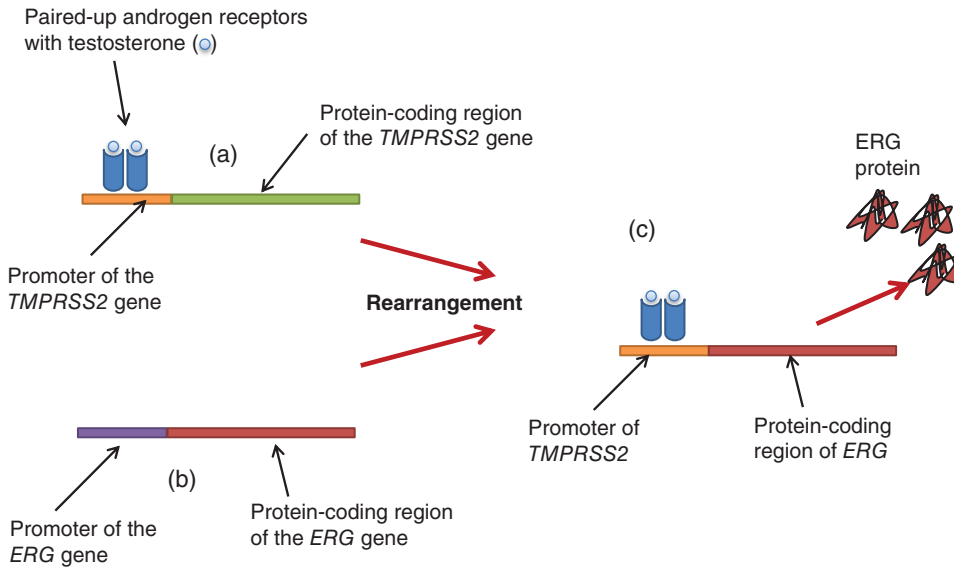 Paired-up androgen receptors
with testosterone ( )
(a)
Protein-coding region
of the TMPRSS2 gene
Promoter of the
TMPRSS2 gene
Rearrangement
(b)
Promoter of the
ERG gene
Protein-coding region
of the ERG gene
(c)
ERG
protein
Promoter of
TMPRSS2
Protein-coding
region of ERG